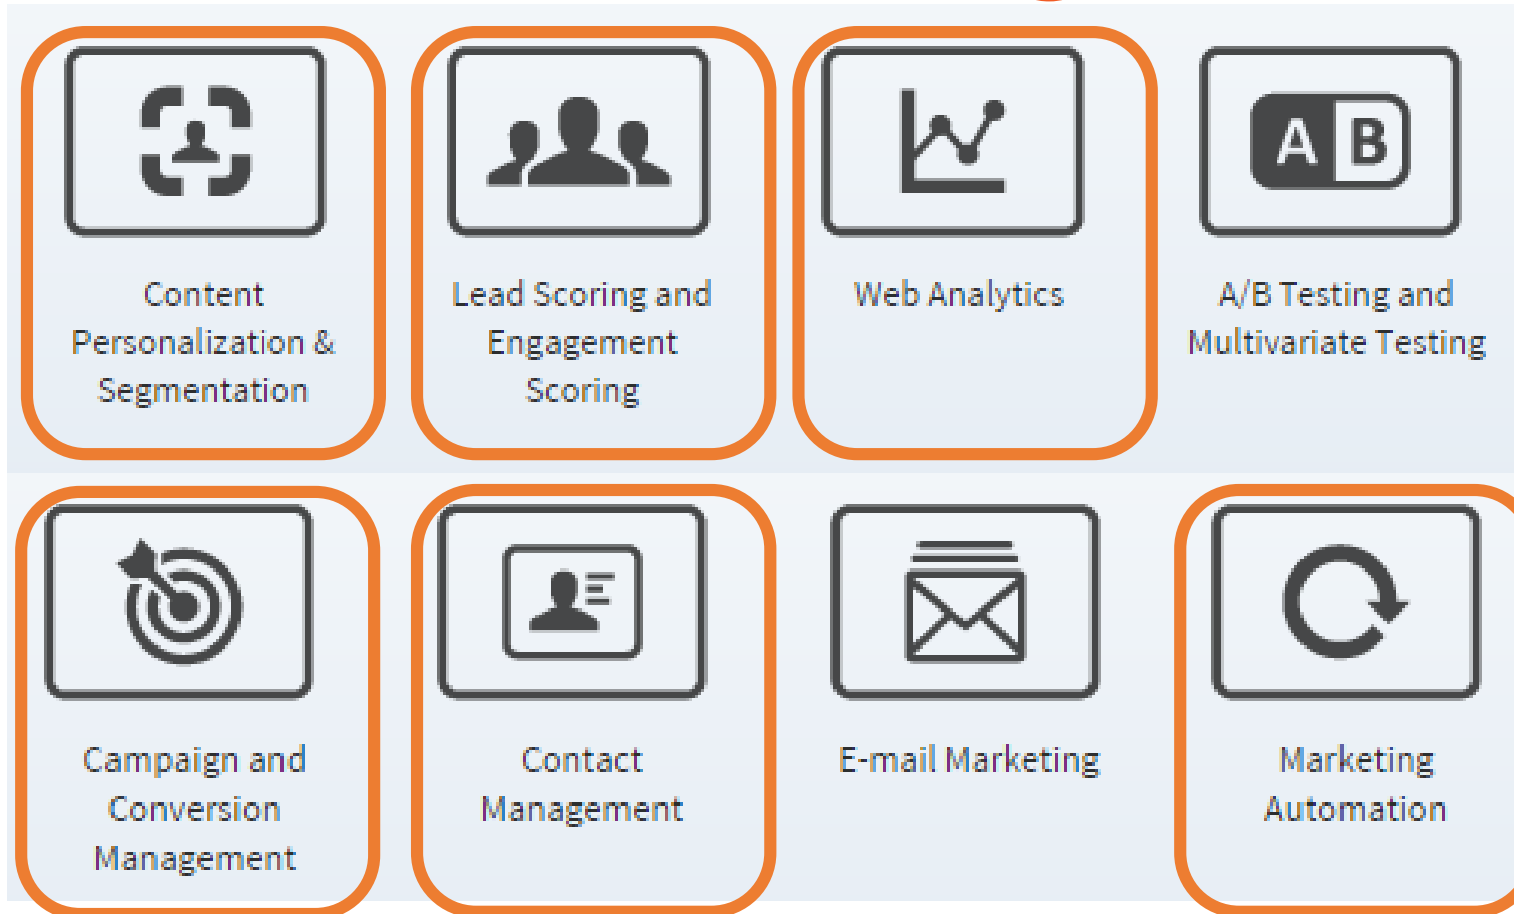 A B
Content
Personalization &
Segmentation
Lead Scoring and
Engagement
Scoring
Web Analytics
A/B Testing and
Multivariate Testing
Campaign and
Conversion
Management
Contact
Management
E-mail Marketing
Marketing
Automation